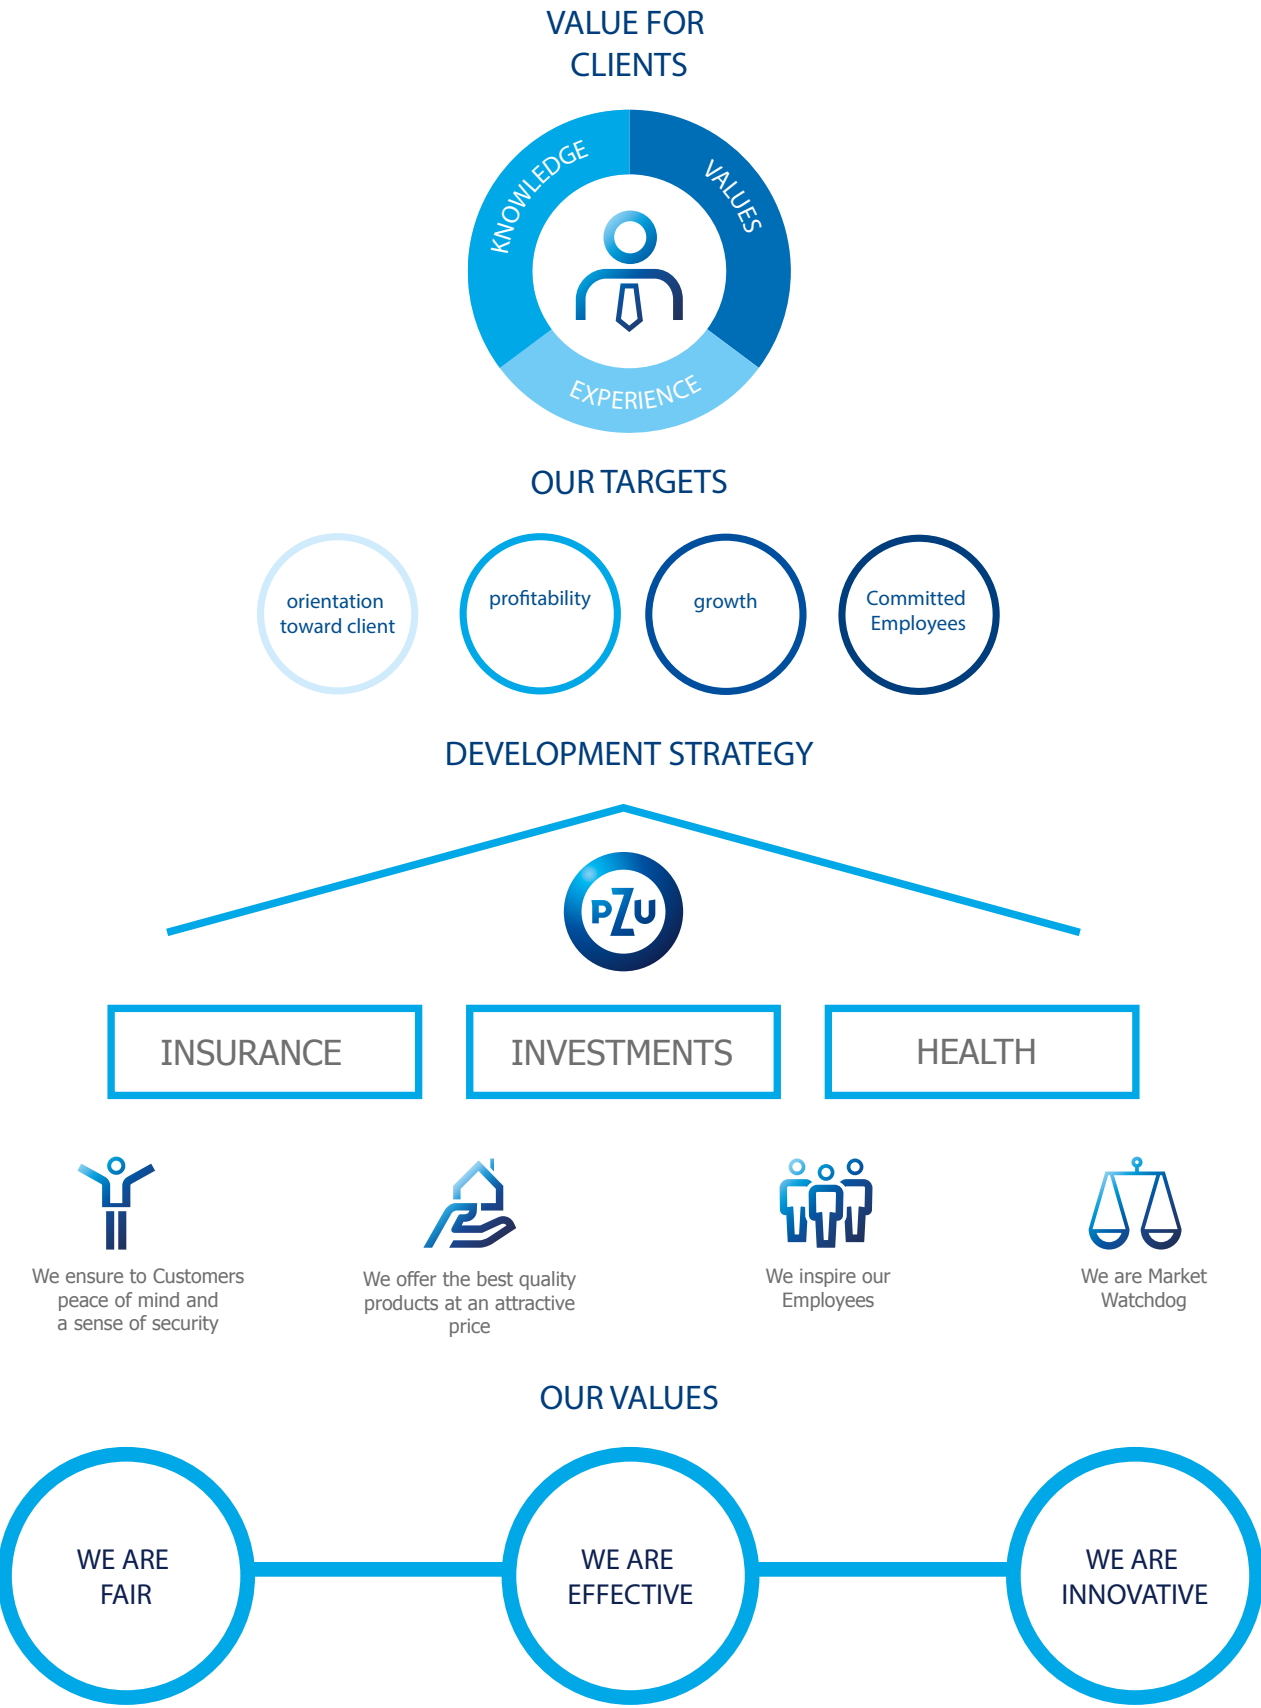 VALUE FOR
CLIENTS
KNOWLEDGE
VALUES
EXPERIENCE
OUR TARGETS
orientation
toward client
profitability
growth
Committed
Employees
DEVELOPMENT STRATEGY
PZU
INSURANCE
INVESTMENTS
HEALTH
We ensure to Customers
peace of mind and
a sense of security
We offer the best quality
products at an attractive
price
We inspire our
Employees
We are Market
Watchdog
OUR VALUES
WE ARE
FAIR
WE ARE
EFFECTIVE
WE ARE
INNOVATIVE